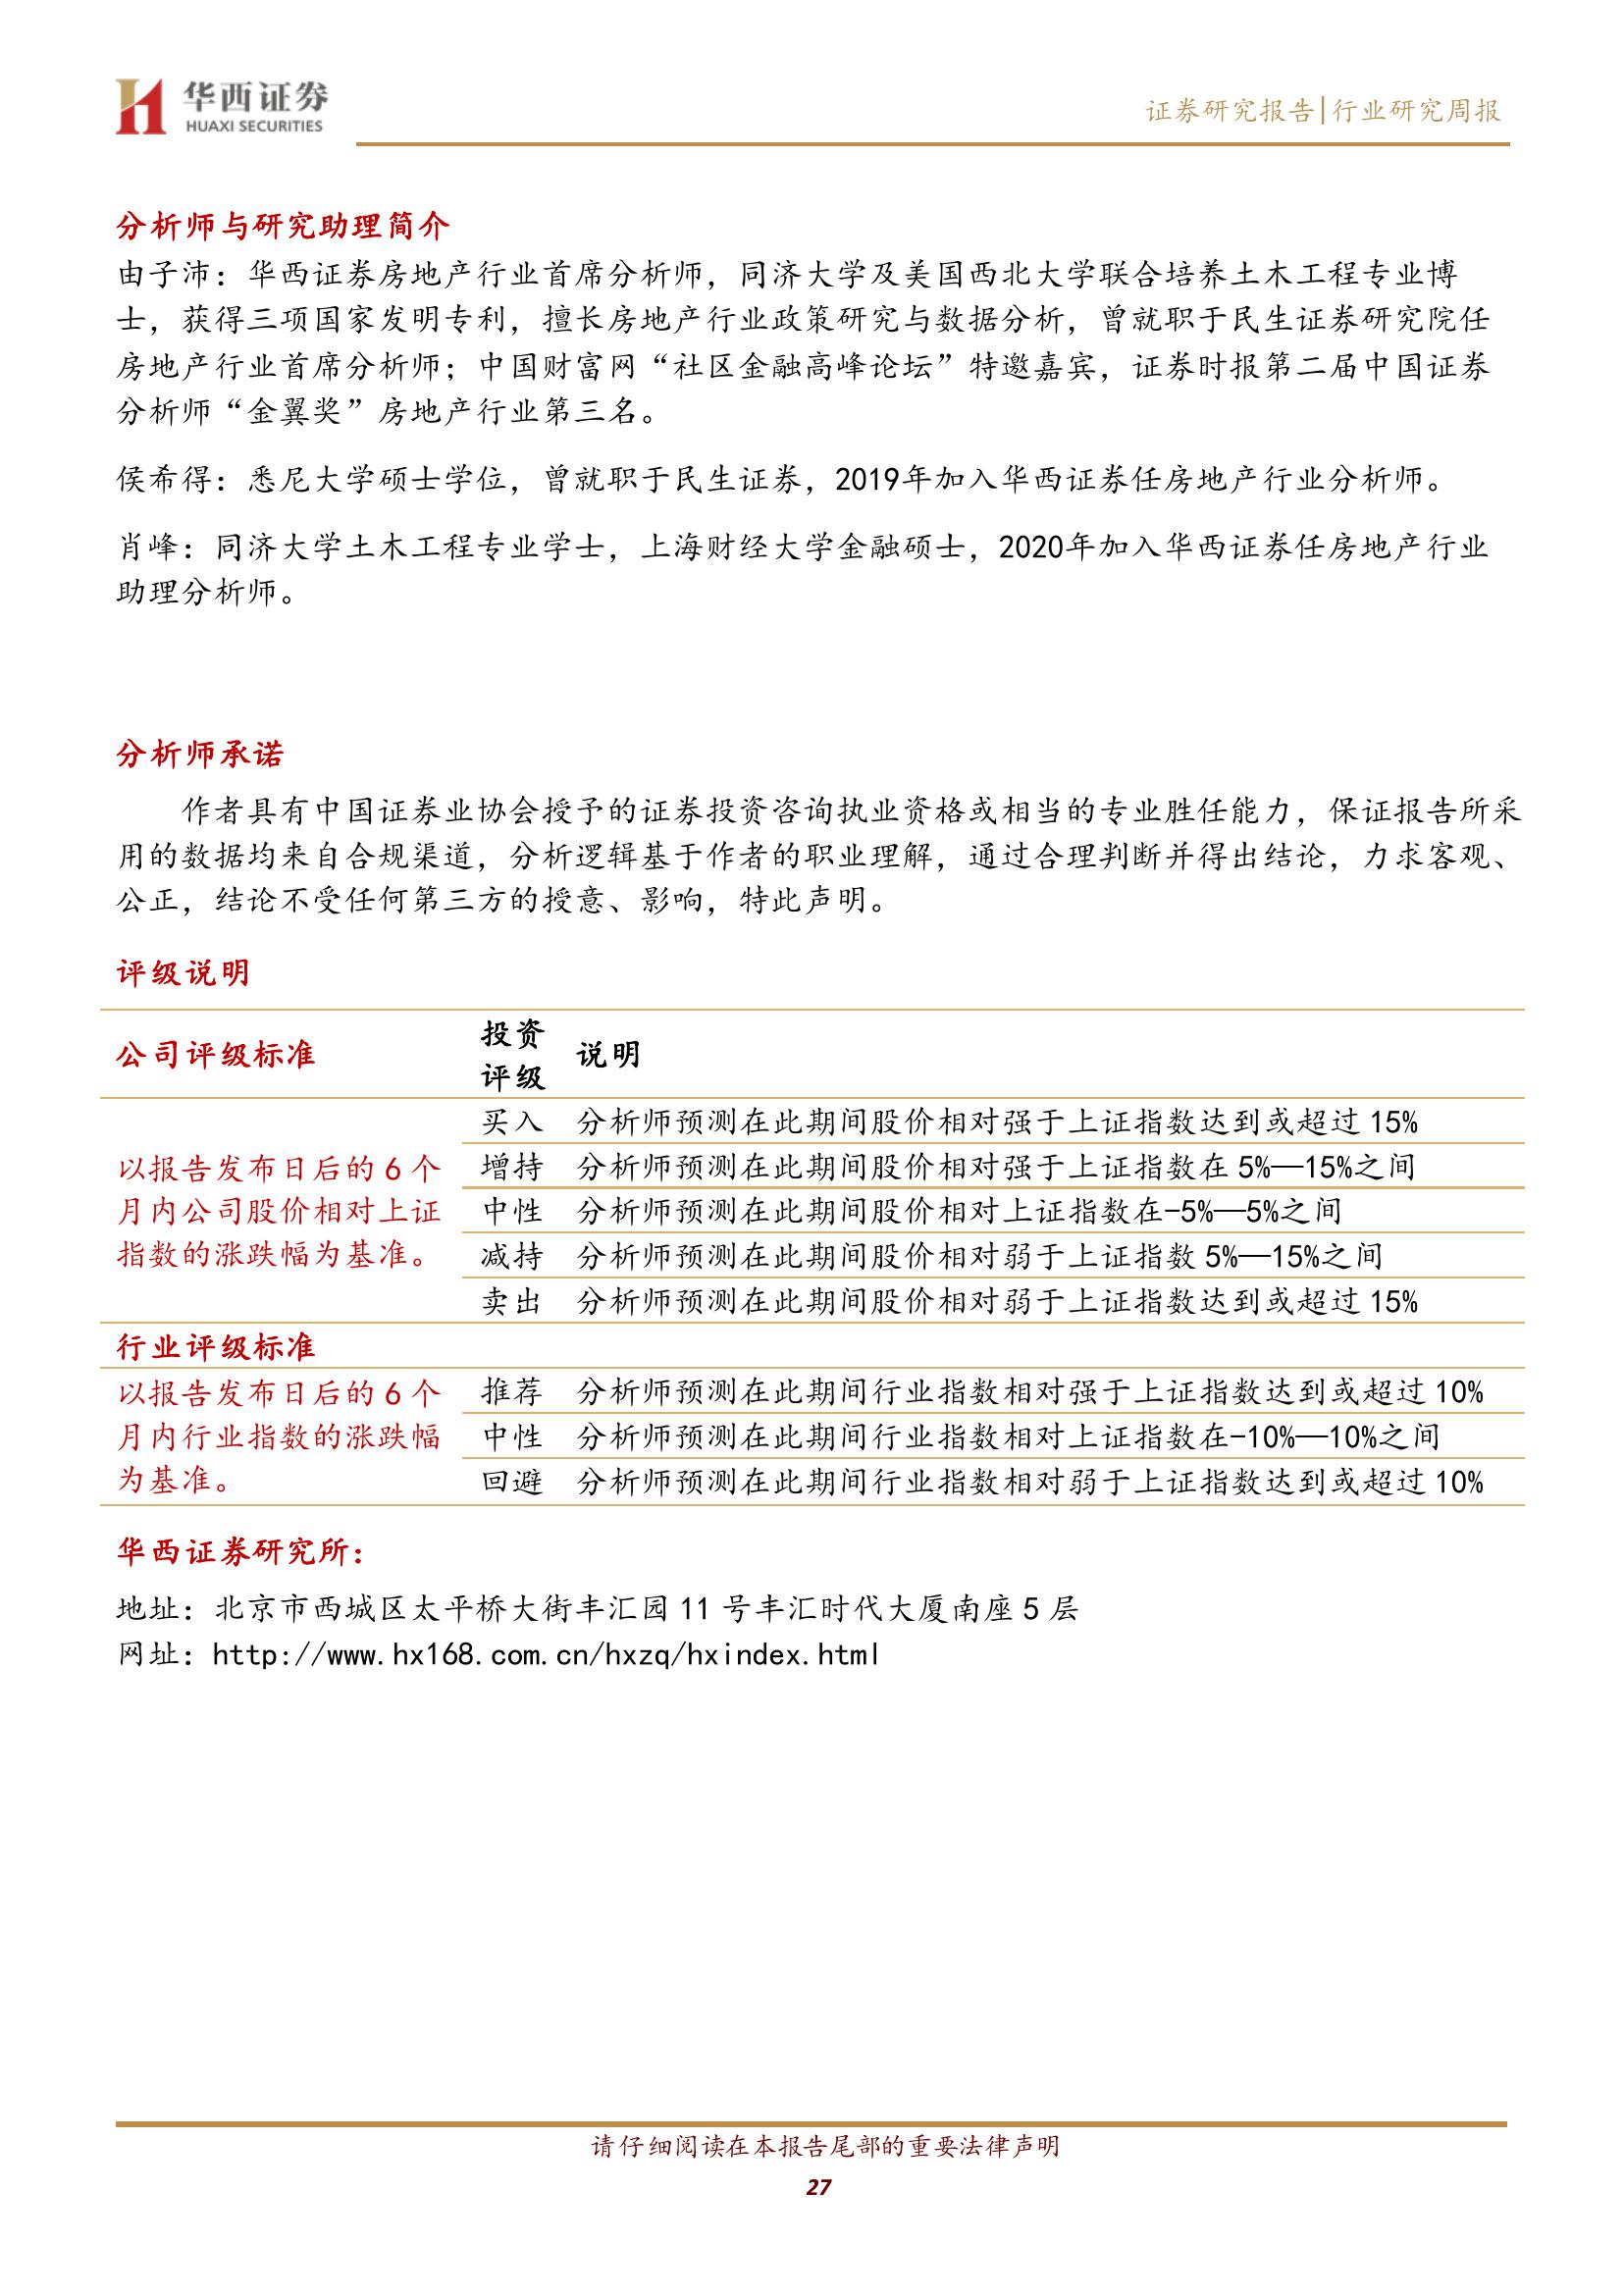 华西证券
HUAXI SECURITIES
证券研究报告|行业研究周报
分析师与研究助理简介
由子沛：华西证券房地产行业首席分析师，同济大学及美国西北大学联合培养土木工程专业博
士，获得三项国家发明专利，擅长房地产行业政策研究与数据分析，曾就职于民生证券研究院任
房地产行业首席分析师；中国财富网“社区金融高峰论坛”特邀嘉宾，证券时报第二届中国证券
分析师“金翼奖”房地产行业第三名。
侯希得：悉尼大学硕士学位，曾就职于民生证券，2019年加入华西证券任房地产行业分析师。
肖峰：同济大学土木工程专业学士，上海财经大学金融硕士，2020年加入华西证券任房地产行业
助理分析师。
分析师承诺
作者具有中国证券业协会授予的证券投资咨询执业资格或相当的专业胜任能力，保证报告所采
用的数据均来自合规渠道，分析逻辑基于作者的职业理解，通过合理判断并得出结论，力求客观、
公正，结论不受任何第三方的授意、影响，特此声明。
评级说明
公司评级标准
投资
评级
说明
以报告发布日后的 6 个
月内公司股价相对上证
指数的涨跌幅为基准。
买入 分析师预测在此期间股价相对强于上证指数达到或超过 15%
增持 分析师预测在此期间股价相对强于上证指数在 5%—15%之间
中性 分析师预测在此期间股价相对上证指数在-5%—5%之间
减持 分析师预测在此期间股价相对弱于上证指数 5%—15%之间
卖出 分析师预测在此期间股价相对弱于上证指数达到或超过 15%
行业评级标准
以报告发布日后的 6 个
月内行业指数的涨跌幅
为基准。
推荐 分析师预测在此期间行业指数相对强于上证指数达到或超过 10%
中性 分析师预测在此期间行业指数相对上证指数在-10%—10%之间
回避 分析师预测在此期间行业指数相对弱于上证指数达到或超过 10%
华西证券研究所：
地址：北京市西城区太平桥大街丰汇园 11 号丰汇时代大厦南座 5 层
网址：http://www.hx168.com.cn/hxzq/hxindex.html
请仔细阅读在本报告尾部的重要法律声明
27